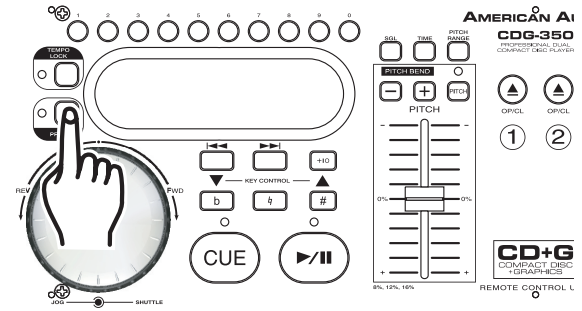 1 2 3 4 5 6 7 8 9 0
TEMPO
LOCK
SGL TIME PITCH
RANGE
AMERICAN AU
CDG-350
PROFESSIONAL DUAL
COMPACT DISC PLAYER
PITCH BEND
− + PITCH
PITCH
OP/CL OP/CL
1 2
+10
KEY CONTROL
b ♮ #
REV FWD
0% 0%
CUE
CD+G
COMPACT DISC
+GRAPHICS
8%, 12%, 16%
REMOTE CONTROL U
JOG SHUTTLE